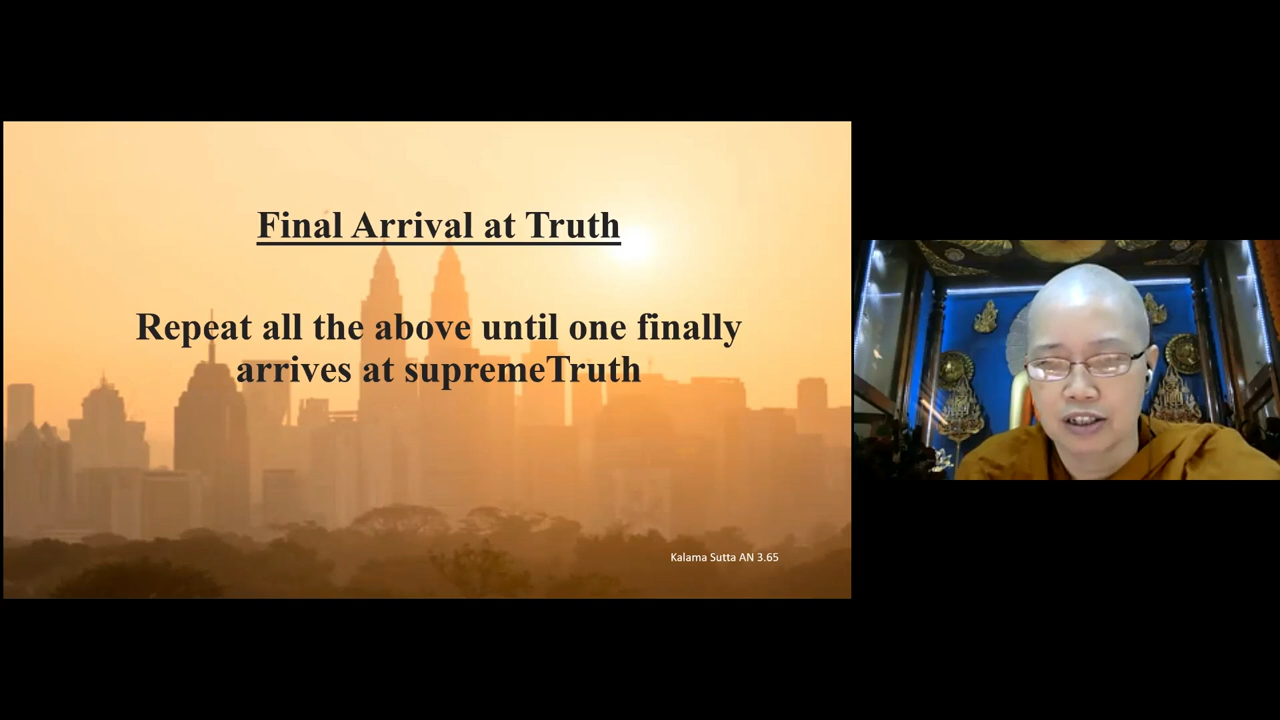 Final Arrival at Truth
Repeat all the above until one finally
arrives at supremeTruth
Kalama Sutta AN 3.65